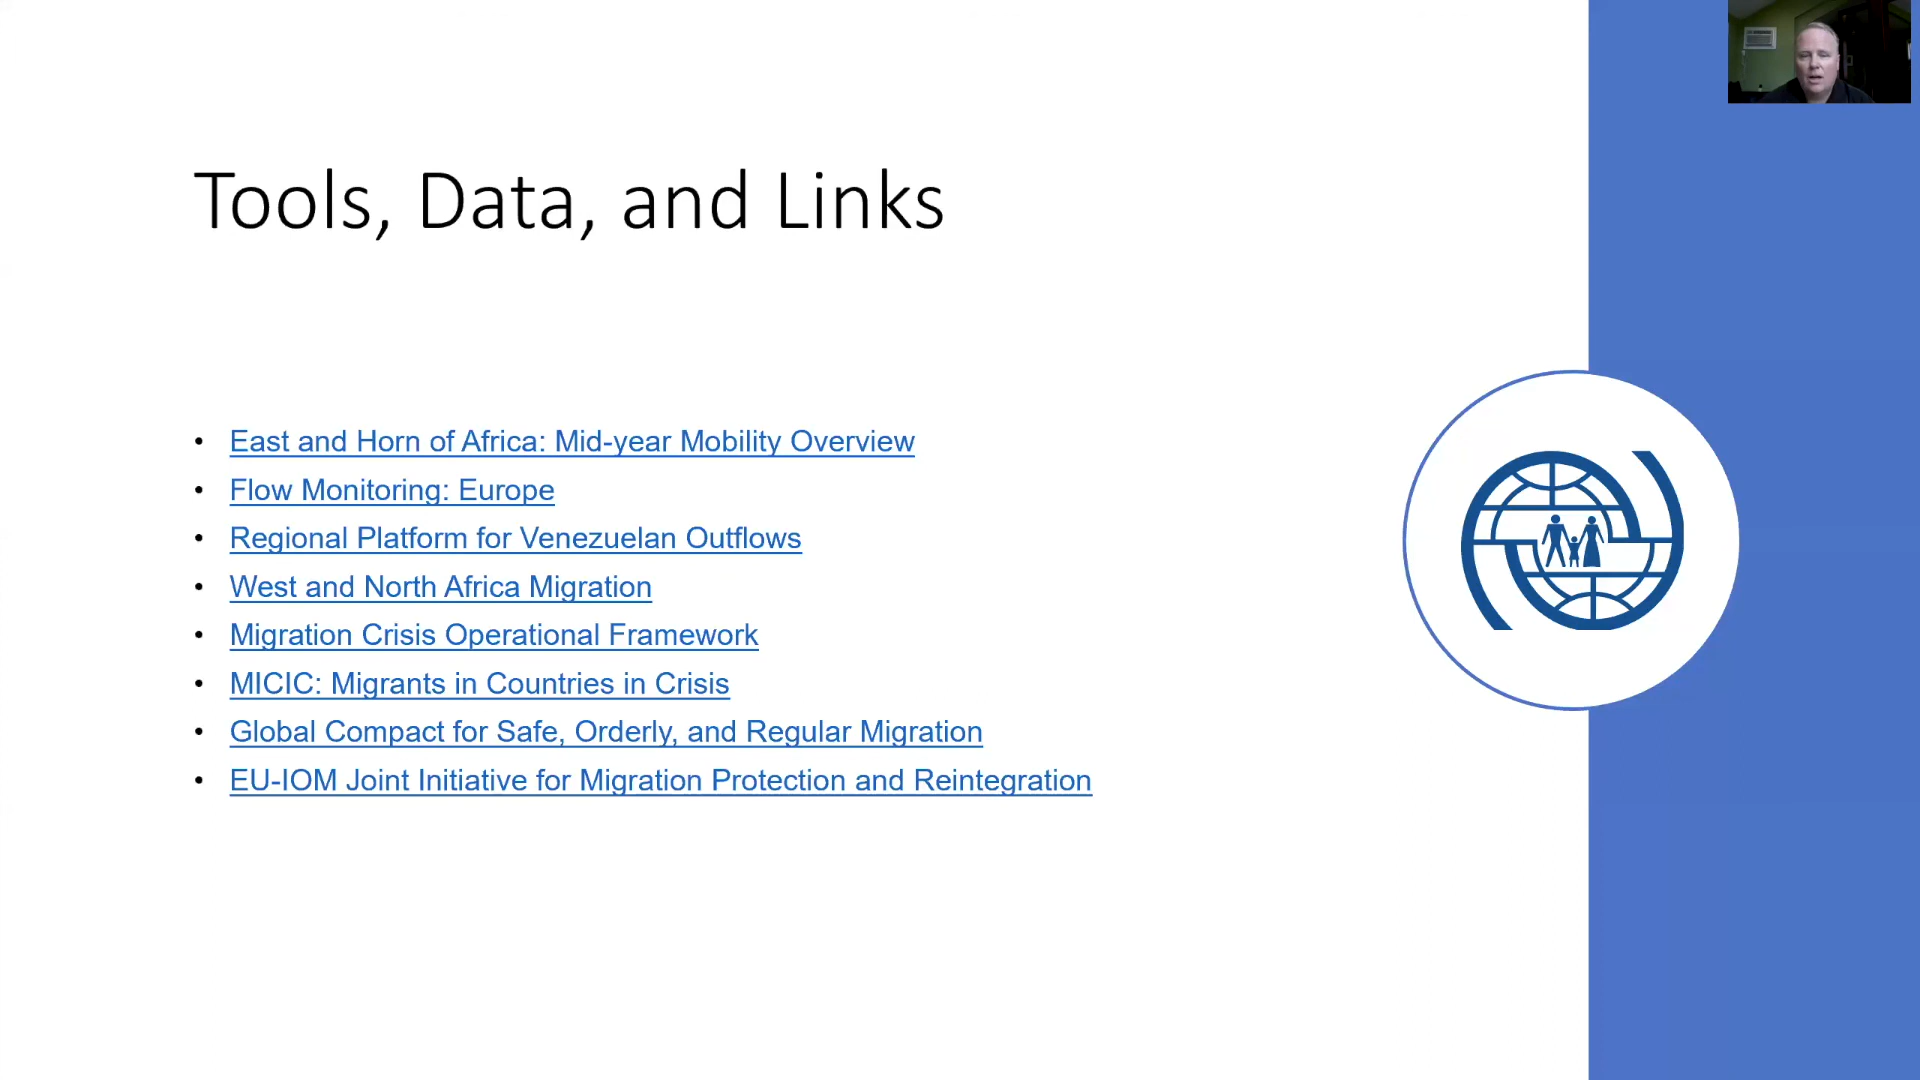 Tools, Data, and Links
• East and Horn of Africa: Mid-year Mobility Overview
• Flow Monitoring: Europe
• Regional Platform for Venezuelan Outflows
• West and North Africa Migration
• Migration Crisis Operational Framework
• MICIC: Migrants in Countries in Crisis
• Global Compact for Safe, Orderly, and Regular Migration
• EU-IOM Joint Initiative for Migration Protection and Reintegration